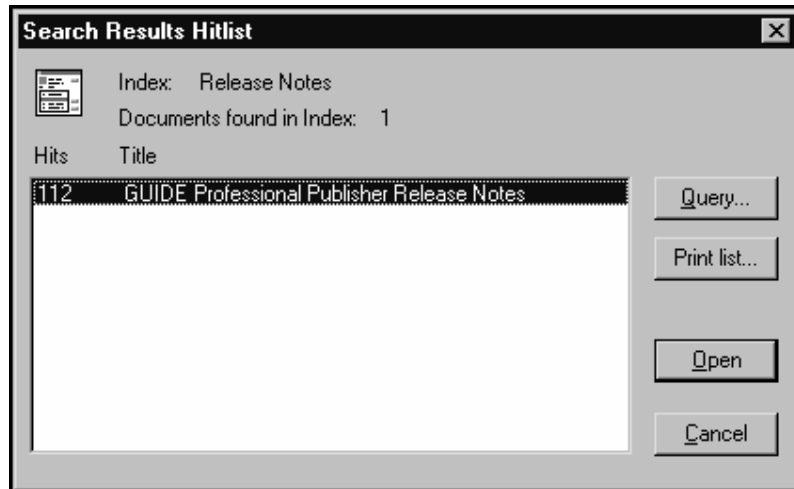 Search Results Hitlist
Index: Release Notes
Documents found in Index: 1
Hits Title
112 GUIDE Professional Publisher Release Notes
Query...
Print list...
Open
Cancel